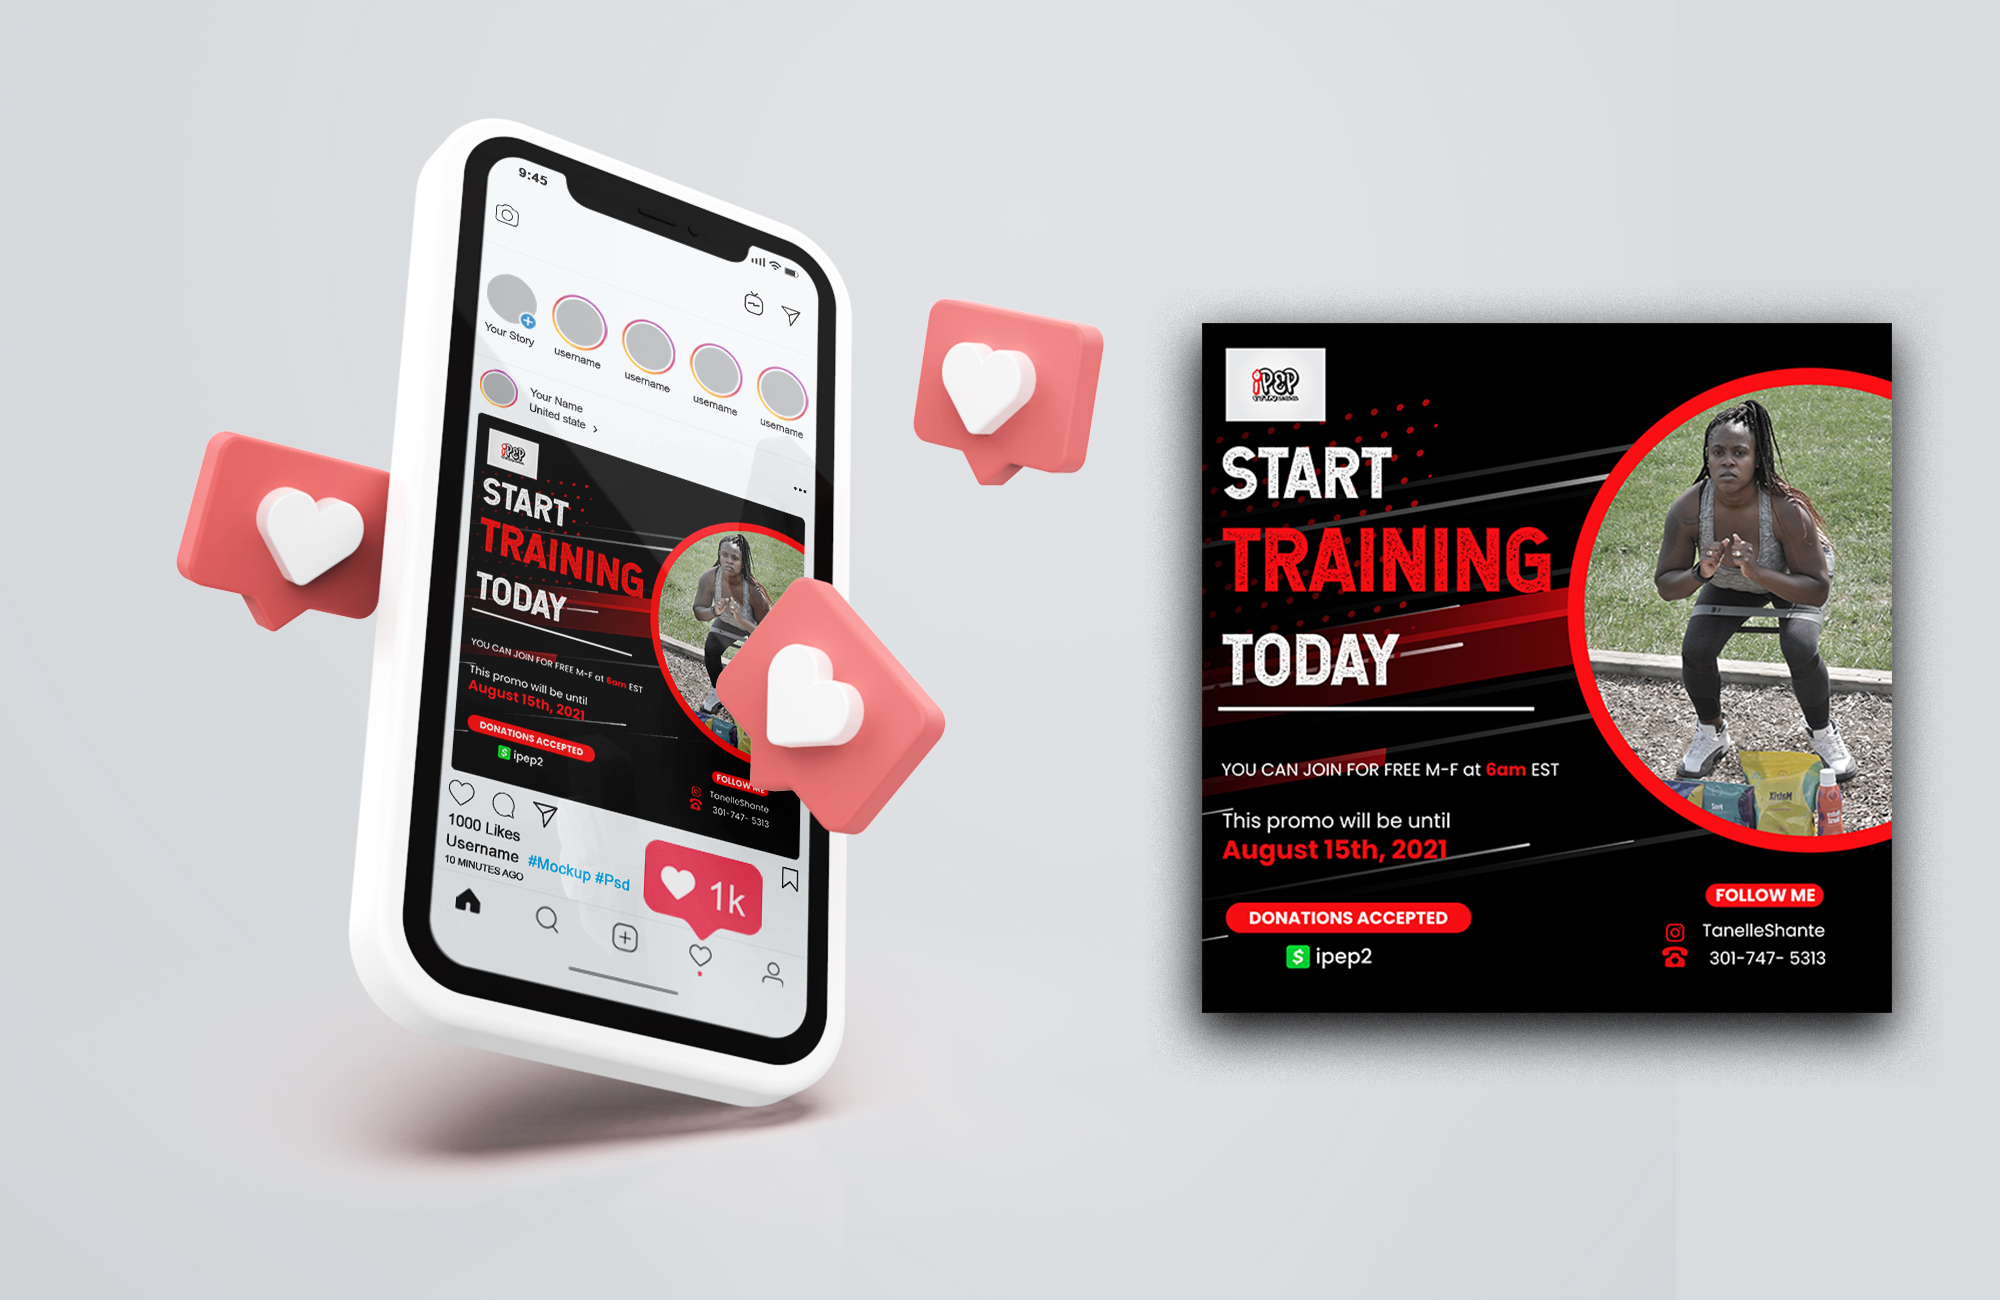 9:45
Your Story
username
username
username
username
Your Name
United state
iPEP
START
TRAINING
TODAY
YOU CAN JOIN FOR FREE M-F at 6am EST
This promo will be until
August 15th, 2021
DONATIONS ACCEPTED
$ ipep2
FOLLOW ME
TanelleShante
301-747- 5313
1000 Likes
Username #Mockup #Psd
10 MINUTES AGO
1k
iPEP
START
TRAINING
TODAY
YOU CAN JOIN FOR FREE M-F at 6am EST
This promo will be until
August 15th, 2021
DONATIONS ACCEPTED
$ ipep2
FOLLOW ME
TanelleShante
301-747- 5313